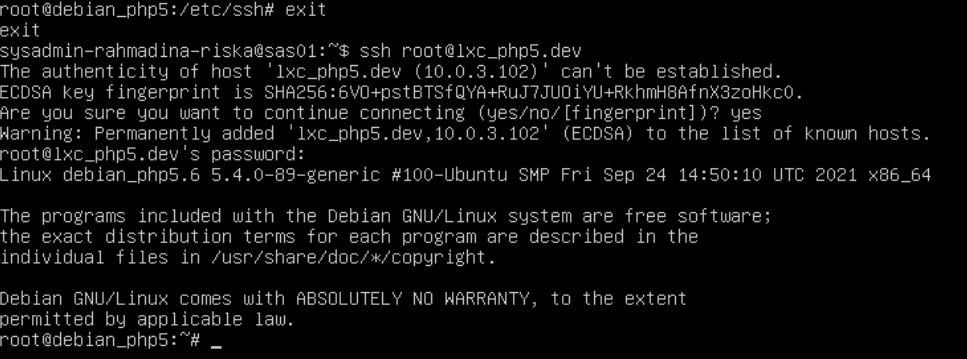 root@debian_php5:/etc/ssh# exit
exit
sysadmin-rahmadina-riska@sas01:~$ ssh root@lxc_php5.dev
The authenticity of host 'lxc_php5.dev (10.0.3.102)' can't be established.
ECDSA key fingerprint is SHA256:6VO+pstBTSfQYA+RuJ7JUOiYU+RkhmH8AfnX3zoHkc0.
Are you sure you want to continue connecting (yes/no/[fingerprint])? yes
Warning: Permanently added 'lxc_php5.dev,10.0.3.102' (ECDSA) to the list of known hosts.
root@lxc_php5.dev's password:
Linux debian_php5.6 5.4.0-89-generic #100-Ubuntu SMP Fri Sep 24 14:50:10 UTC 2021 x86_64

The programs included with the Debian GNU/Linux system are free software;
the exact distribution terms for each program are described in the
individual files in /usr/share/doc/*/copyright.

Debian GNU/Linux comes with ABSOLUTELY NO WARRANTY, to the extent
permitted by applicable law.
root@debian_php5:~# _